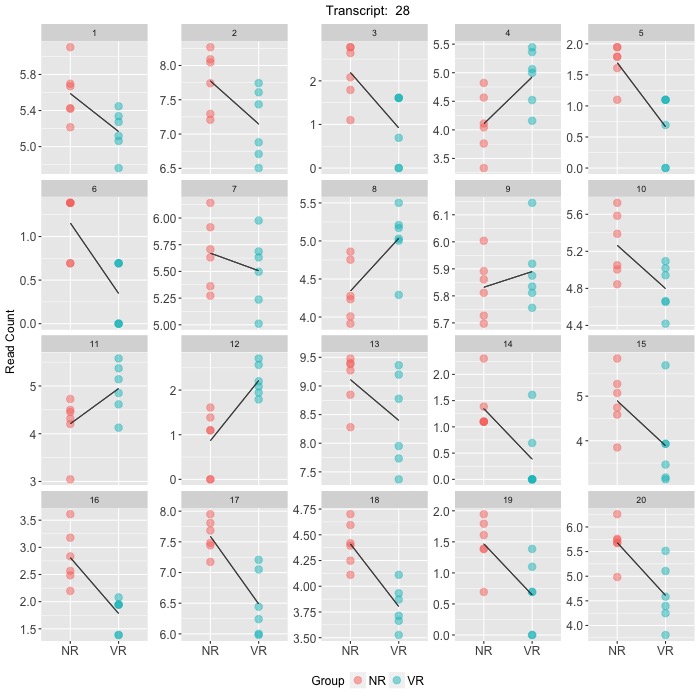 Transcript: 28
1 2 3 4 5
5.8 5.4 5.0
8.0 7.5 7.0 6.5
2 1 0
5.5 5.0 4.5 4.0 3.5
2.0 1.5 1.0 0.5 0.0
6 7 8 9 10
1.0 0.5 0.0
6.00 5.75 5.50 5.25 5.00
5.5 5.0 4.5 4.0
6.1 6.0 5.9 5.8 5.7
5.6 5.2 4.8 4.4
Read Count
11 12 13 14 15
5 4 3
2 1 0
9.5 9.0 8.5 8.0 7.5
2.0 1.5 1.0 0.5 0.0
5 4
16 17 18 19 20
3.5 3.0 2.5 2.0 1.5
8.0 7.5 7.0 6.5 6.0
4.75 4.50 4.25 4.00 3.75 3.50
2.0 1.5 1.0 0.5 0.0
6.0 5.5 5.0 4.5 4.0
NR VR NR VR NR VR NR VR NR VR
Group NR VR